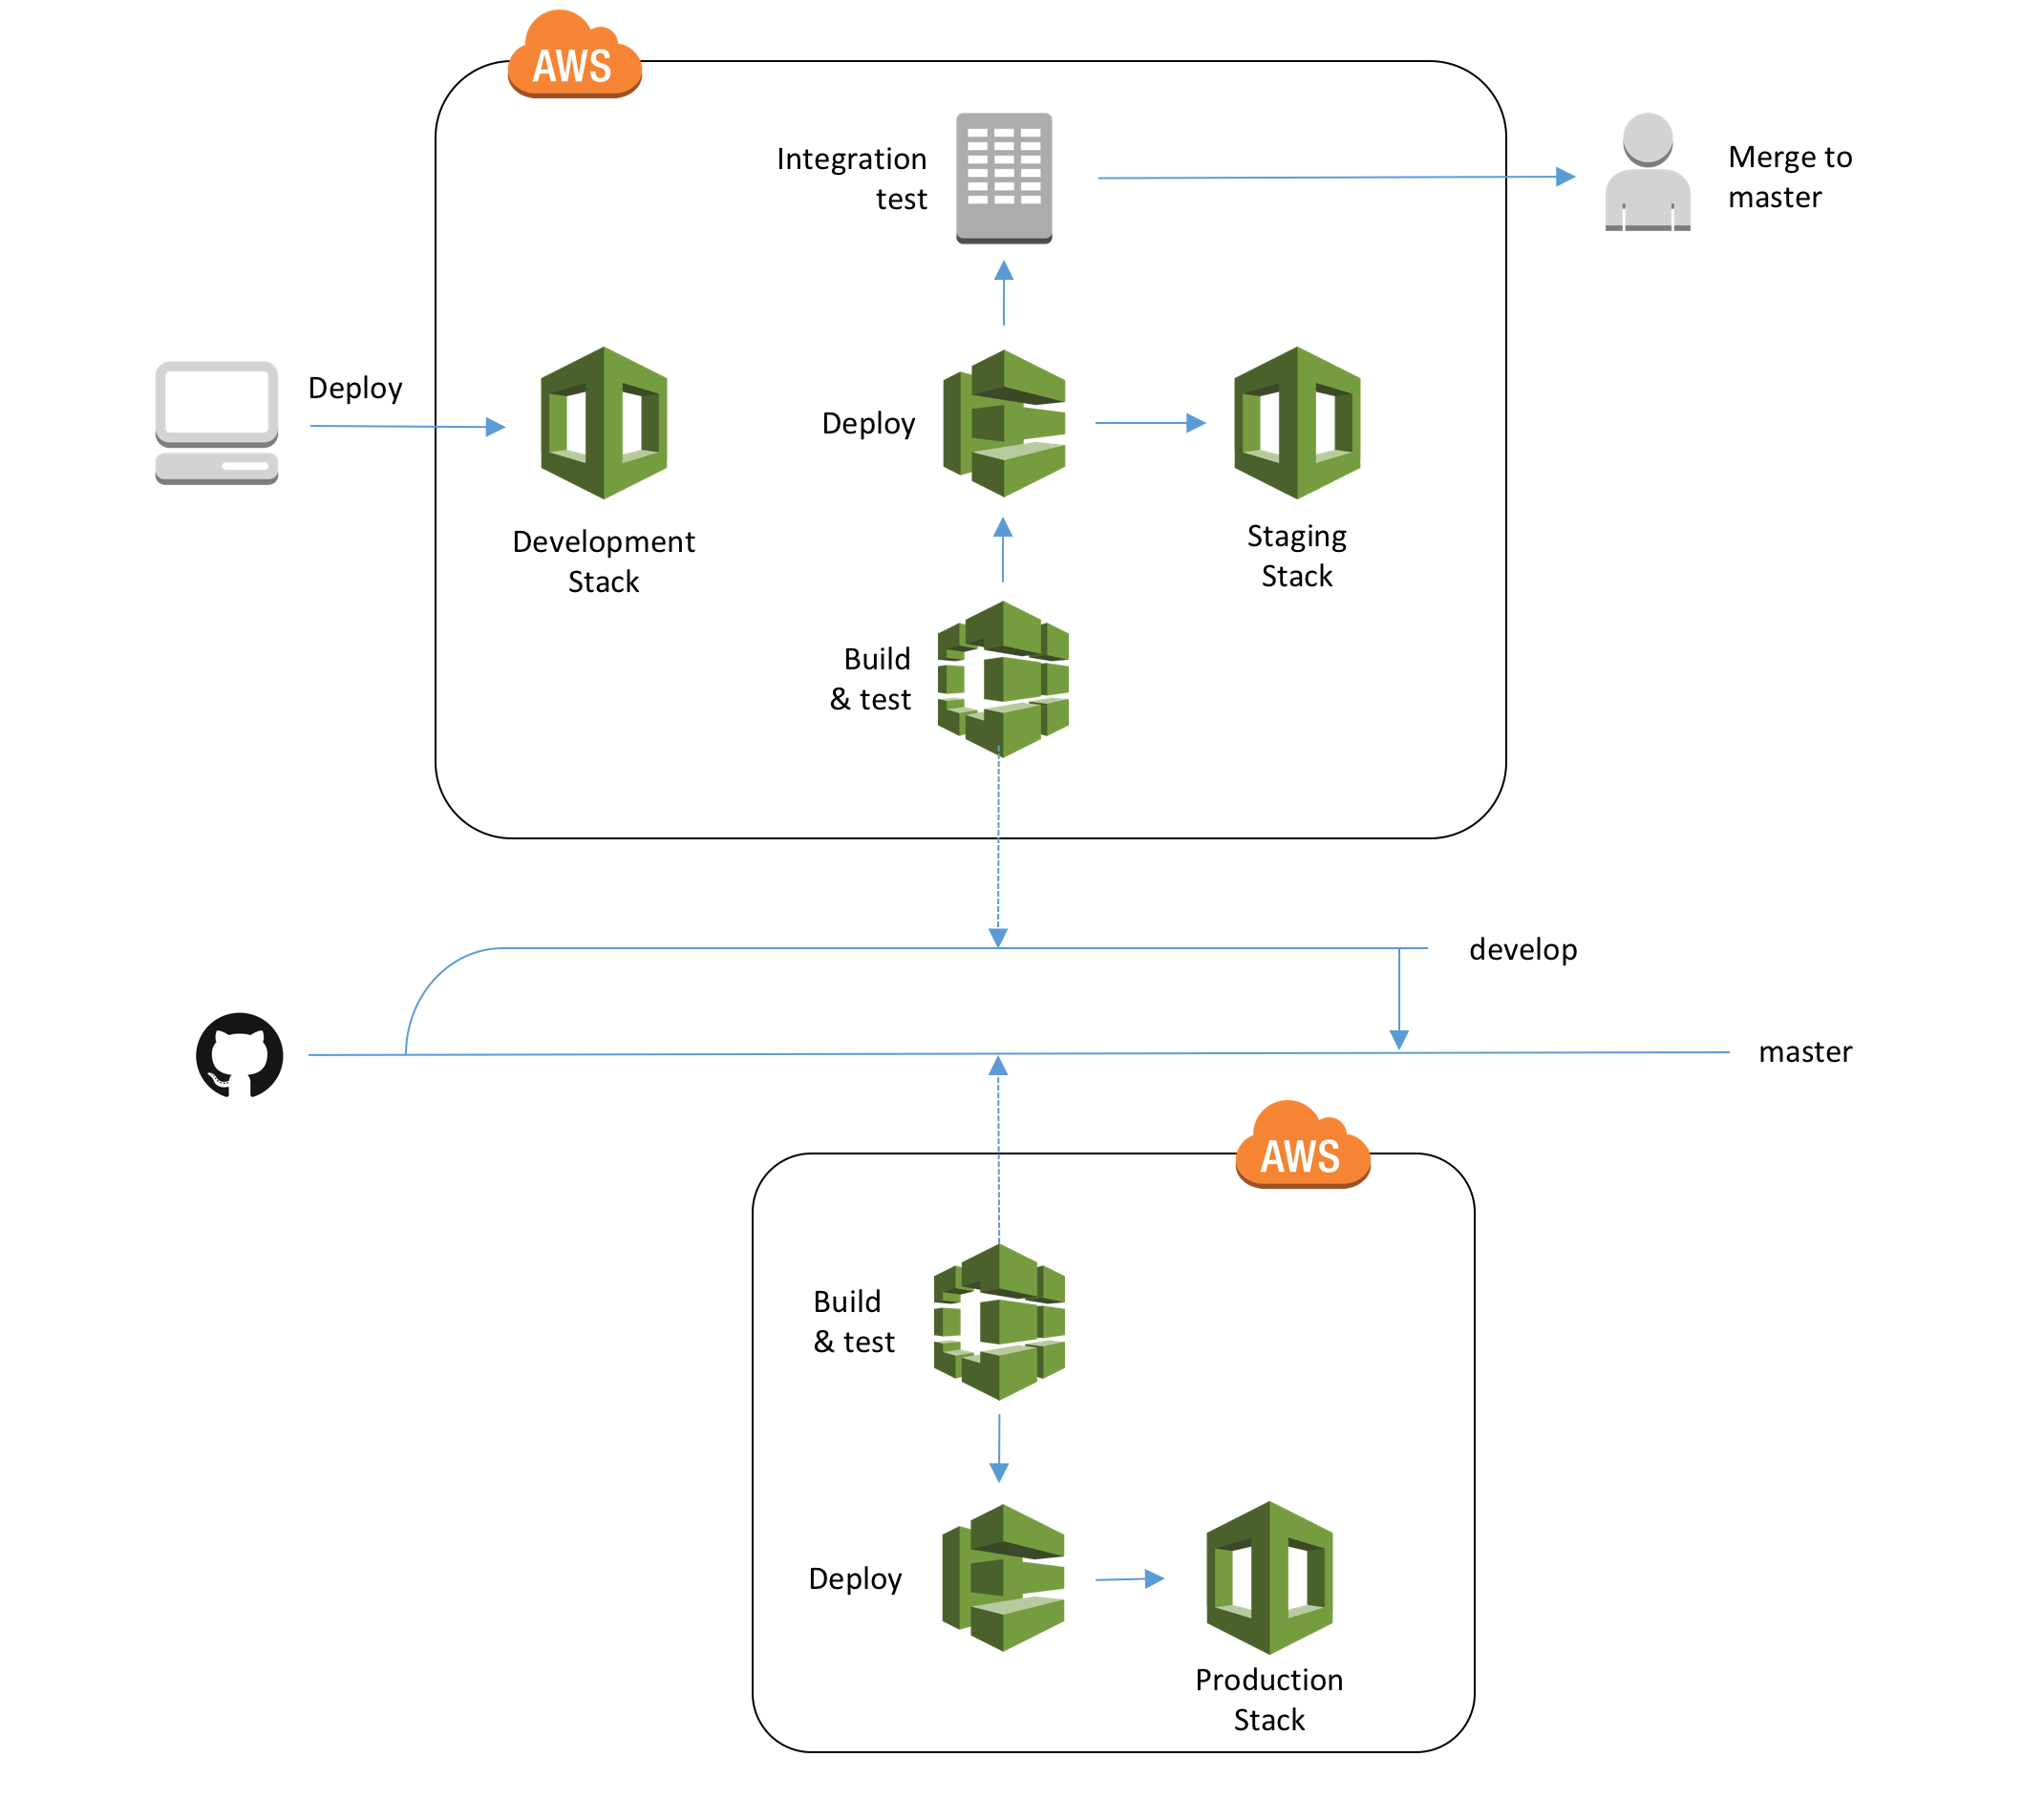 AWS
Integration
test
Merge to
master
Deploy
Deploy
Development
Stack
Staging
Stack
Build
& test
develop
master
AWS
Build
& test
Deploy
Production
Stack